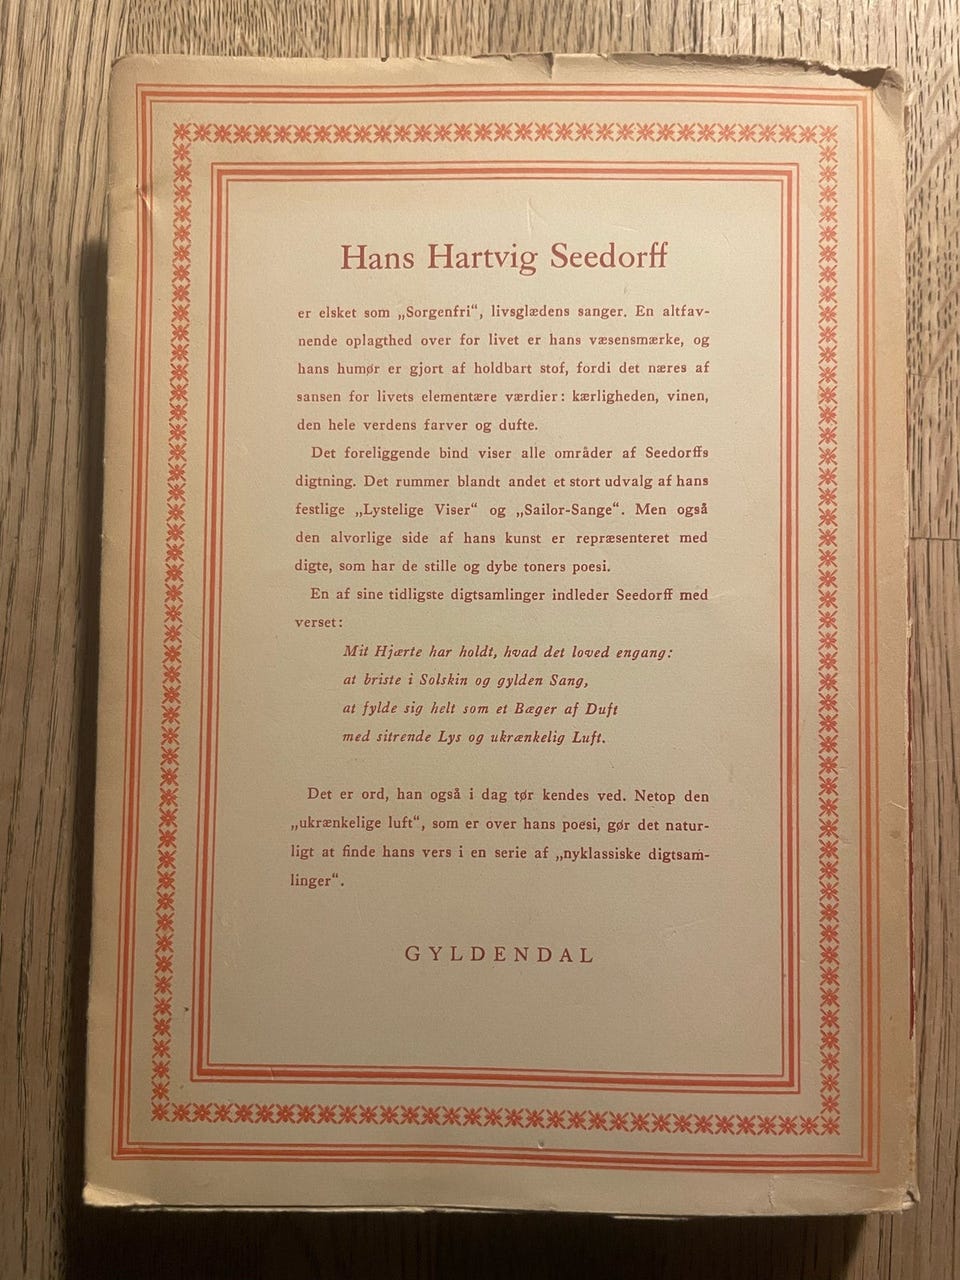 Hans Hartvig Seedorff
er elsket som „Sorgenfri“, livsglædens sanger. En altfav-
nende oplagthed over for livet er hans væsensmærke, og
hans humør er gjort af holdbart stof, fordi det næres af
sansen for livets elementære værdier: kærligheden, vinen,
den hele verdens farver og dufte.
Det foreliggende bind viser alle områder af Seedorffs
digtning. Det rummer blandt andet et stort udvalg af hans
festlige „Lystelige Viser“ og „Sailor-Sange“. Men også
den alvorlige side af hans kunst er repræsenteret med
digte, som har de stille og dybe toners poesi.
En af sine tidligste digtsamlinger indleder Seedorff med
verset:
Mit Hjærte har holdt, hvad det loved engang:
at briste i Solskin og gylden Sang,
at fylde sig helt som et Bæger af Duft
med sitrende Lys og ukrænkelig Luft.
Det er ord, han også i dag tør kendes ved. Netop den
„ukrænkelige luft“, som er over hans poesi, gør det natur-
ligt at finde hans vers i en serie af „nyklassiske digtsam-
linger“.
GYLDENDAL